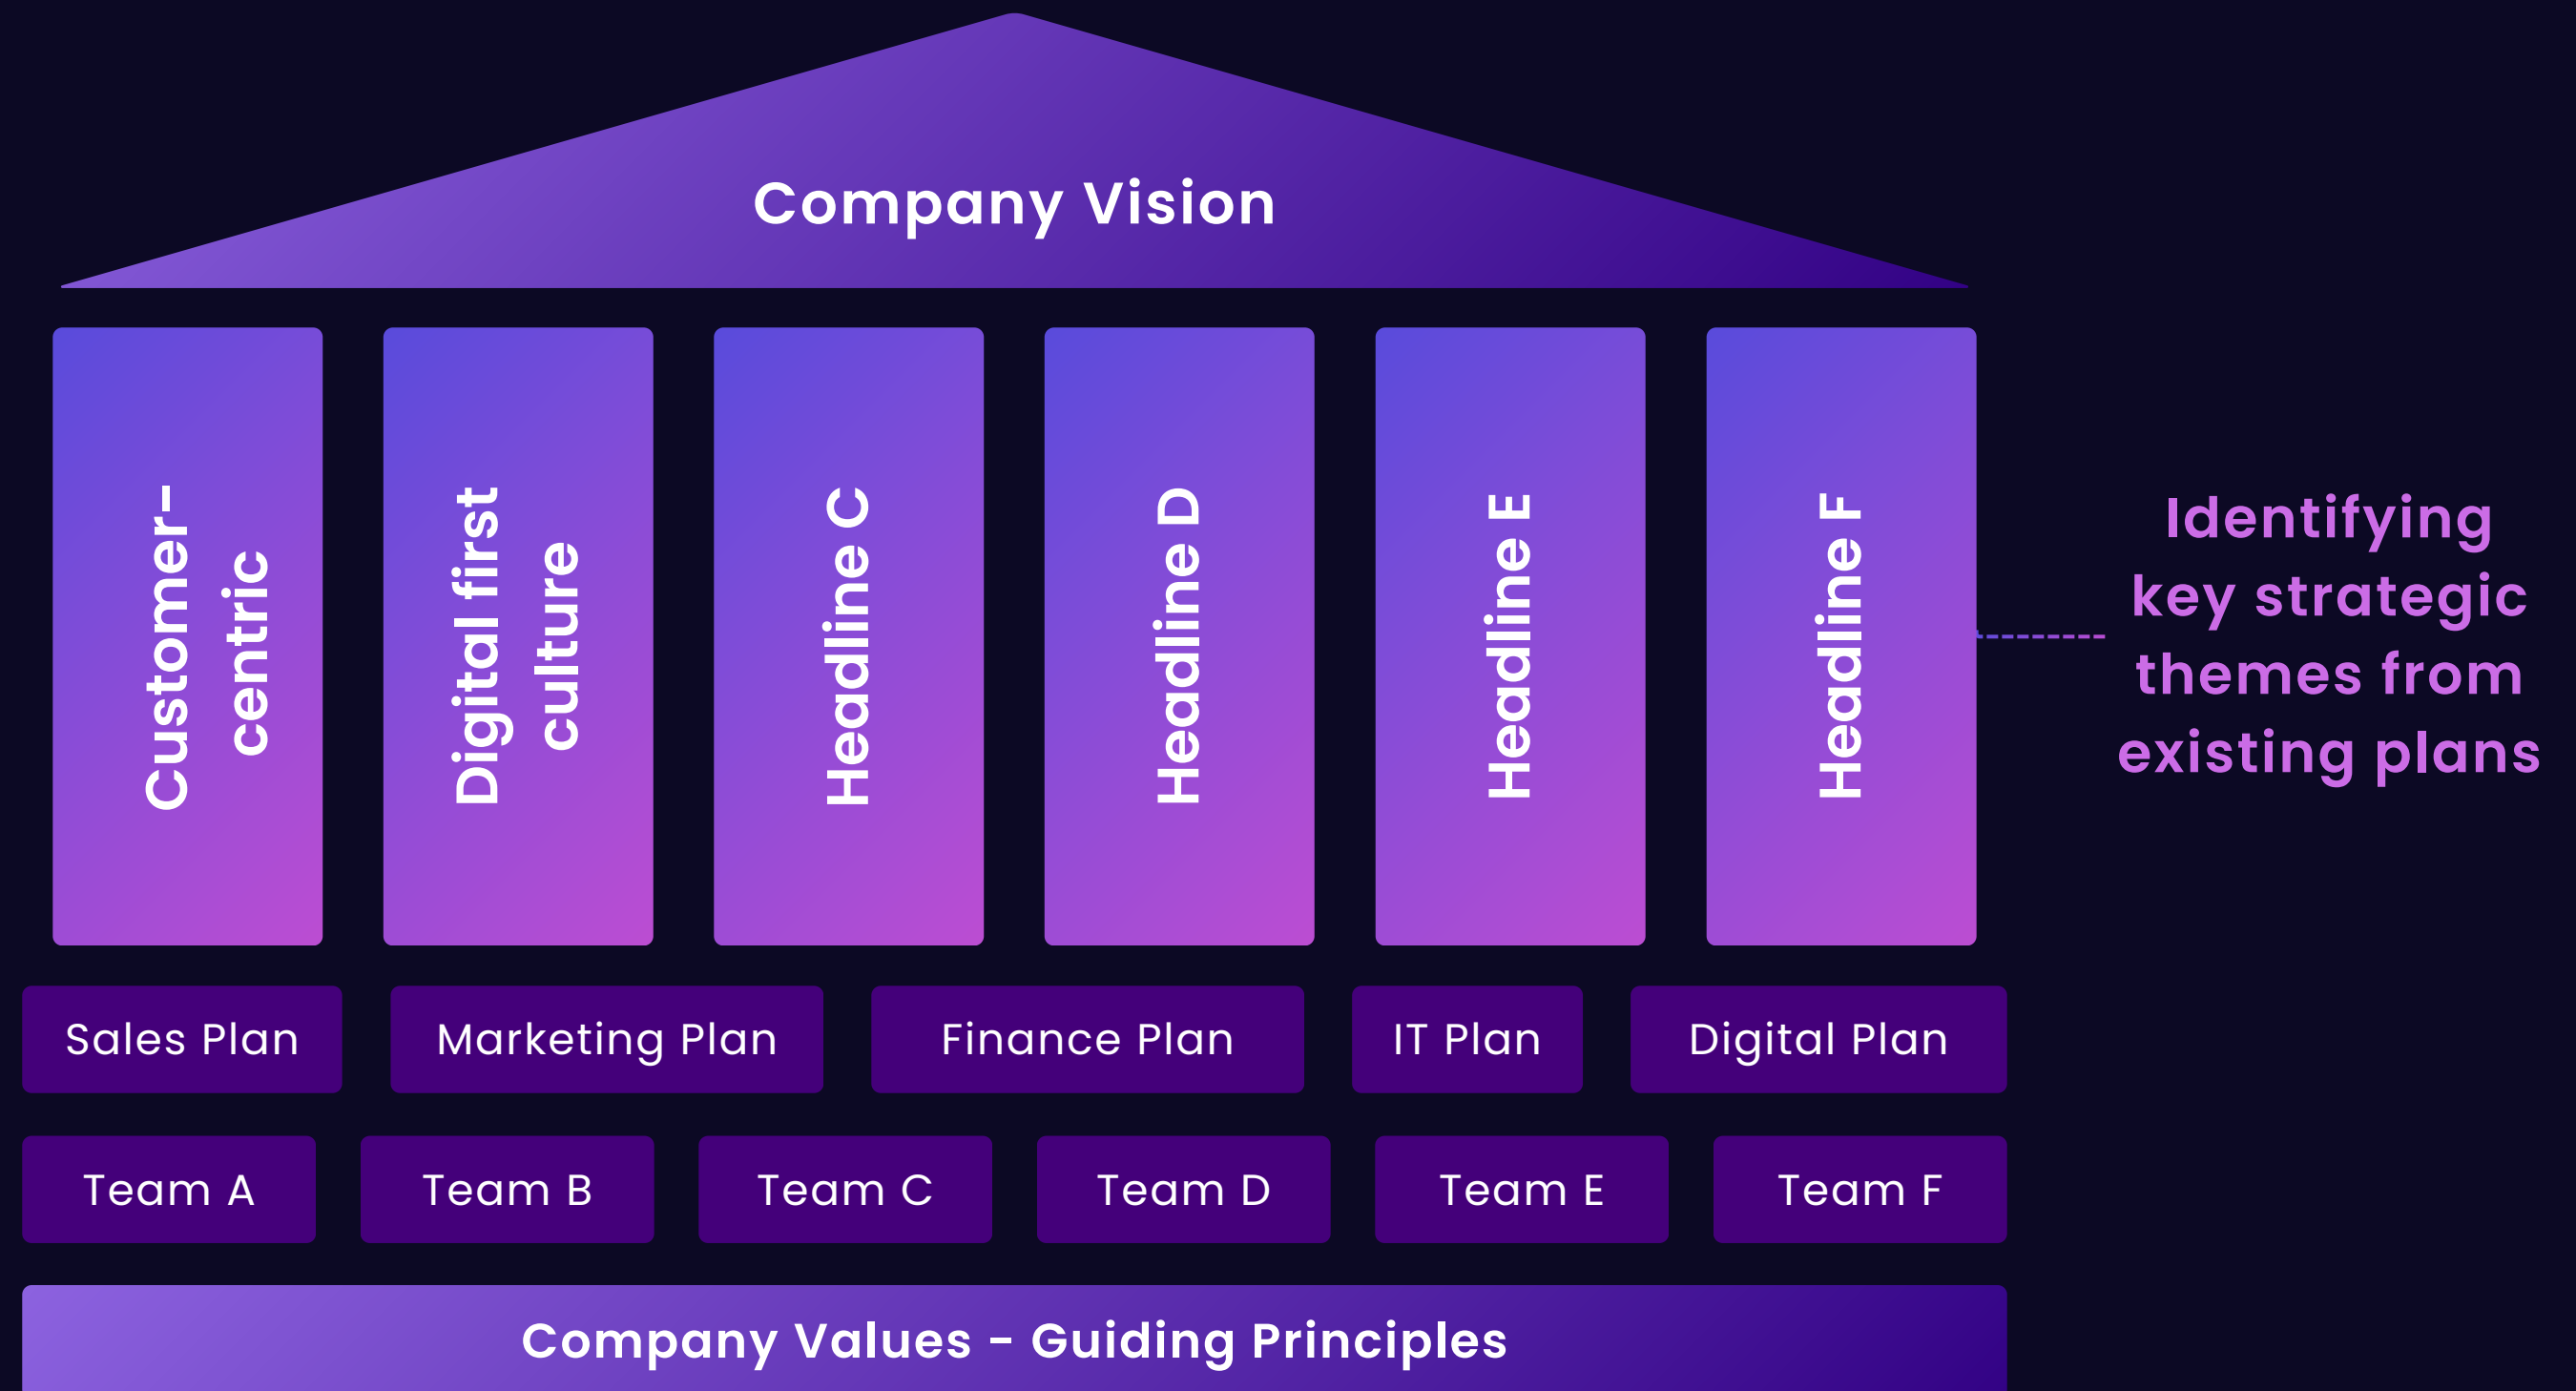 Company Vision
Customer-
centric
Digital first
culture
Headline C
Headline D
Headline E
Headline F
Identifying
key strategic
themes from
existing plans
Sales Plan
Marketing Plan
Finance Plan
IT Plan
Digital Plan
Team A
Team B
Team C
Team D
Team E
Team F
Company Values - Guiding Principles